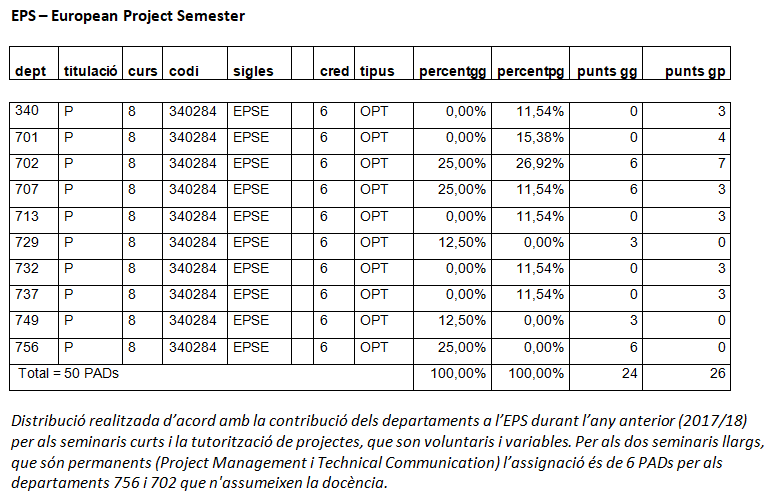 EPS – European Project Semester
dept titulació curs codi sigles cred tipus percentgg percentpg punts gg punts gp
340 P 8 340284 EPSE 6 OPT 0,00% 11,54% 0 3
701 P 8 340284 EPSE 6 OPT 0,00% 15,38% 0 4
702 P 8 340284 EPSE 6 OPT 25,00% 26,92% 6 7
707 P 8 340284 EPSE 6 OPT 25,00% 11,54% 6 3
713 P 8 340284 EPSE 6 OPT 0,00% 11,54% 0 3
729 P 8 340284 EPSE 6 OPT 12,50% 0,00% 3 0
732 P 8 340284 EPSE 6 OPT 0,00% 11,54% 0 3
737 P 8 340284 EPSE 6 OPT 0,00% 11,54% 0 3
749 P 8 340284 EPSE 6 OPT 12,50% 0,00% 3 0
756 P 8 340284 EPSE 6 OPT 25,00% 0,00% 6 0
Total = 50 PADs 100,00% 100,00% 24 26
Distribució realitzada d’acord amb la contribució dels departaments a l’EPS durant l’any anterior (2017/18)
per als seminaris curts i la tutorització de projectes, que son voluntaris i variables. Per als dos seminaris llargs,
que són permanents (Project Management i Technical Communication) l’assignació és de 6 PADs per als
departaments 756 i 702 que n'assumeixen la docència.